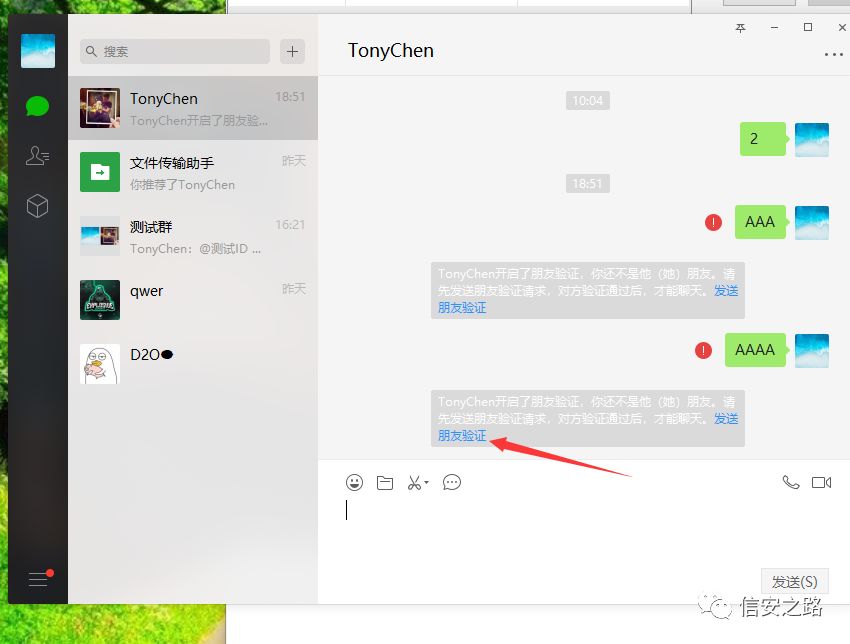 搜索
TonyChen 18:51
TonyChen开启了朋友验...
文件传输助手 昨天
你推荐了TonyChen
测试群 16:21
TonyChen：@测试ID ...
qwer 昨天
D2O
TonyChen
10:04
2
18:51
AAA
TonyChen开启了朋友验证，你还不是他（她）朋友。请
先发送朋友验证请求，对方验证通过后，才能聊天。发送
朋友验证
AAAA
TonyChen开启了朋友验证，你还不是他（她）朋友。请
先发送朋友验证请求，对方验证通过后，才能聊天。发送
朋友验证
发送(S)
信安之路